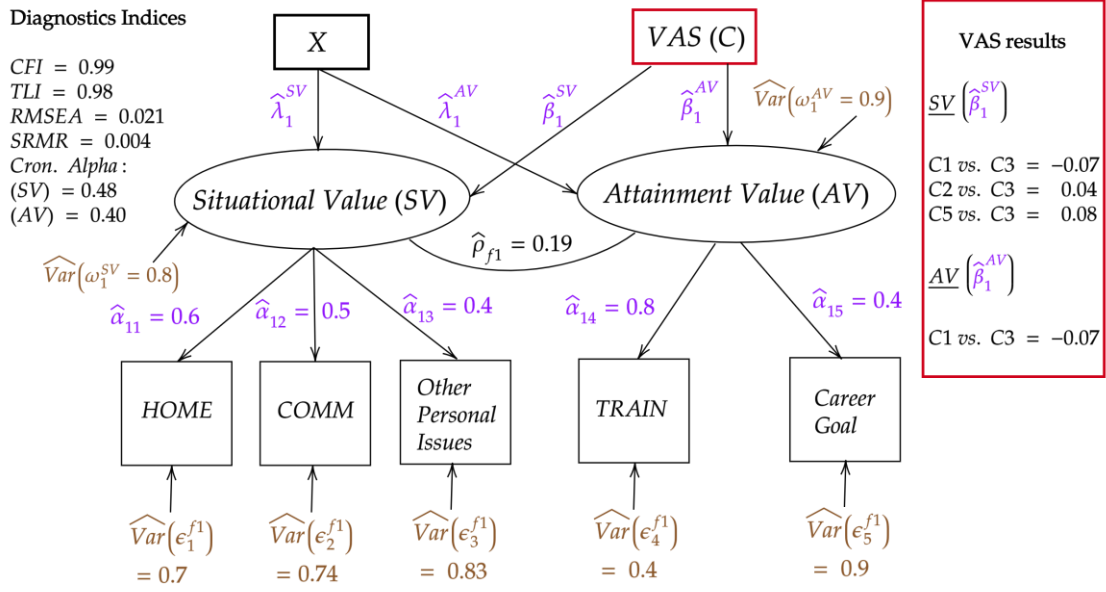 Diagnostics Indices
CFI = 0.99
TLI = 0.98
RMSEA = 0.021
SRMR = 0.004
Cron. Alpha :
(SV) = 0.48
(AV) = 0.40
X
VAS (C)
λ̂₁^SV
λ̂₁^AV
β̂₁^SV
β̂₁^AV
V̂ar(ω₁^AV = 0.9)
Situational Value (SV)
Attainment Value (AV)
ρ̂_f1 = 0.19
V̂ar(ω₁^SV = 0.8)
α̂₁₁ = 0.6
α̂₁₂ = 0.5
α̂₁₃ = 0.4
α̂₁₄ = 0.8
α̂₁₅ = 0.4
HOME
COMM
Other
Personal
Issues
TRAIN
Career
Goal
V̂ar(ϵ₁^f1)
= 0.7
V̂ar(ϵ₂^f1)
= 0.74
V̂ar(ϵ₃^f1)
= 0.83
V̂ar(ϵ₄^f1)
= 0.4
V̂ar(ϵ₅^f1)
= 0.9
VAS results
SV (β̂₁^SV)
C1 vs. C3 = −0.07
C2 vs. C3 = 0.04
C5 vs. C3 = 0.08
AV (β̂₁^AV)
C1 vs. C3 = −0.07